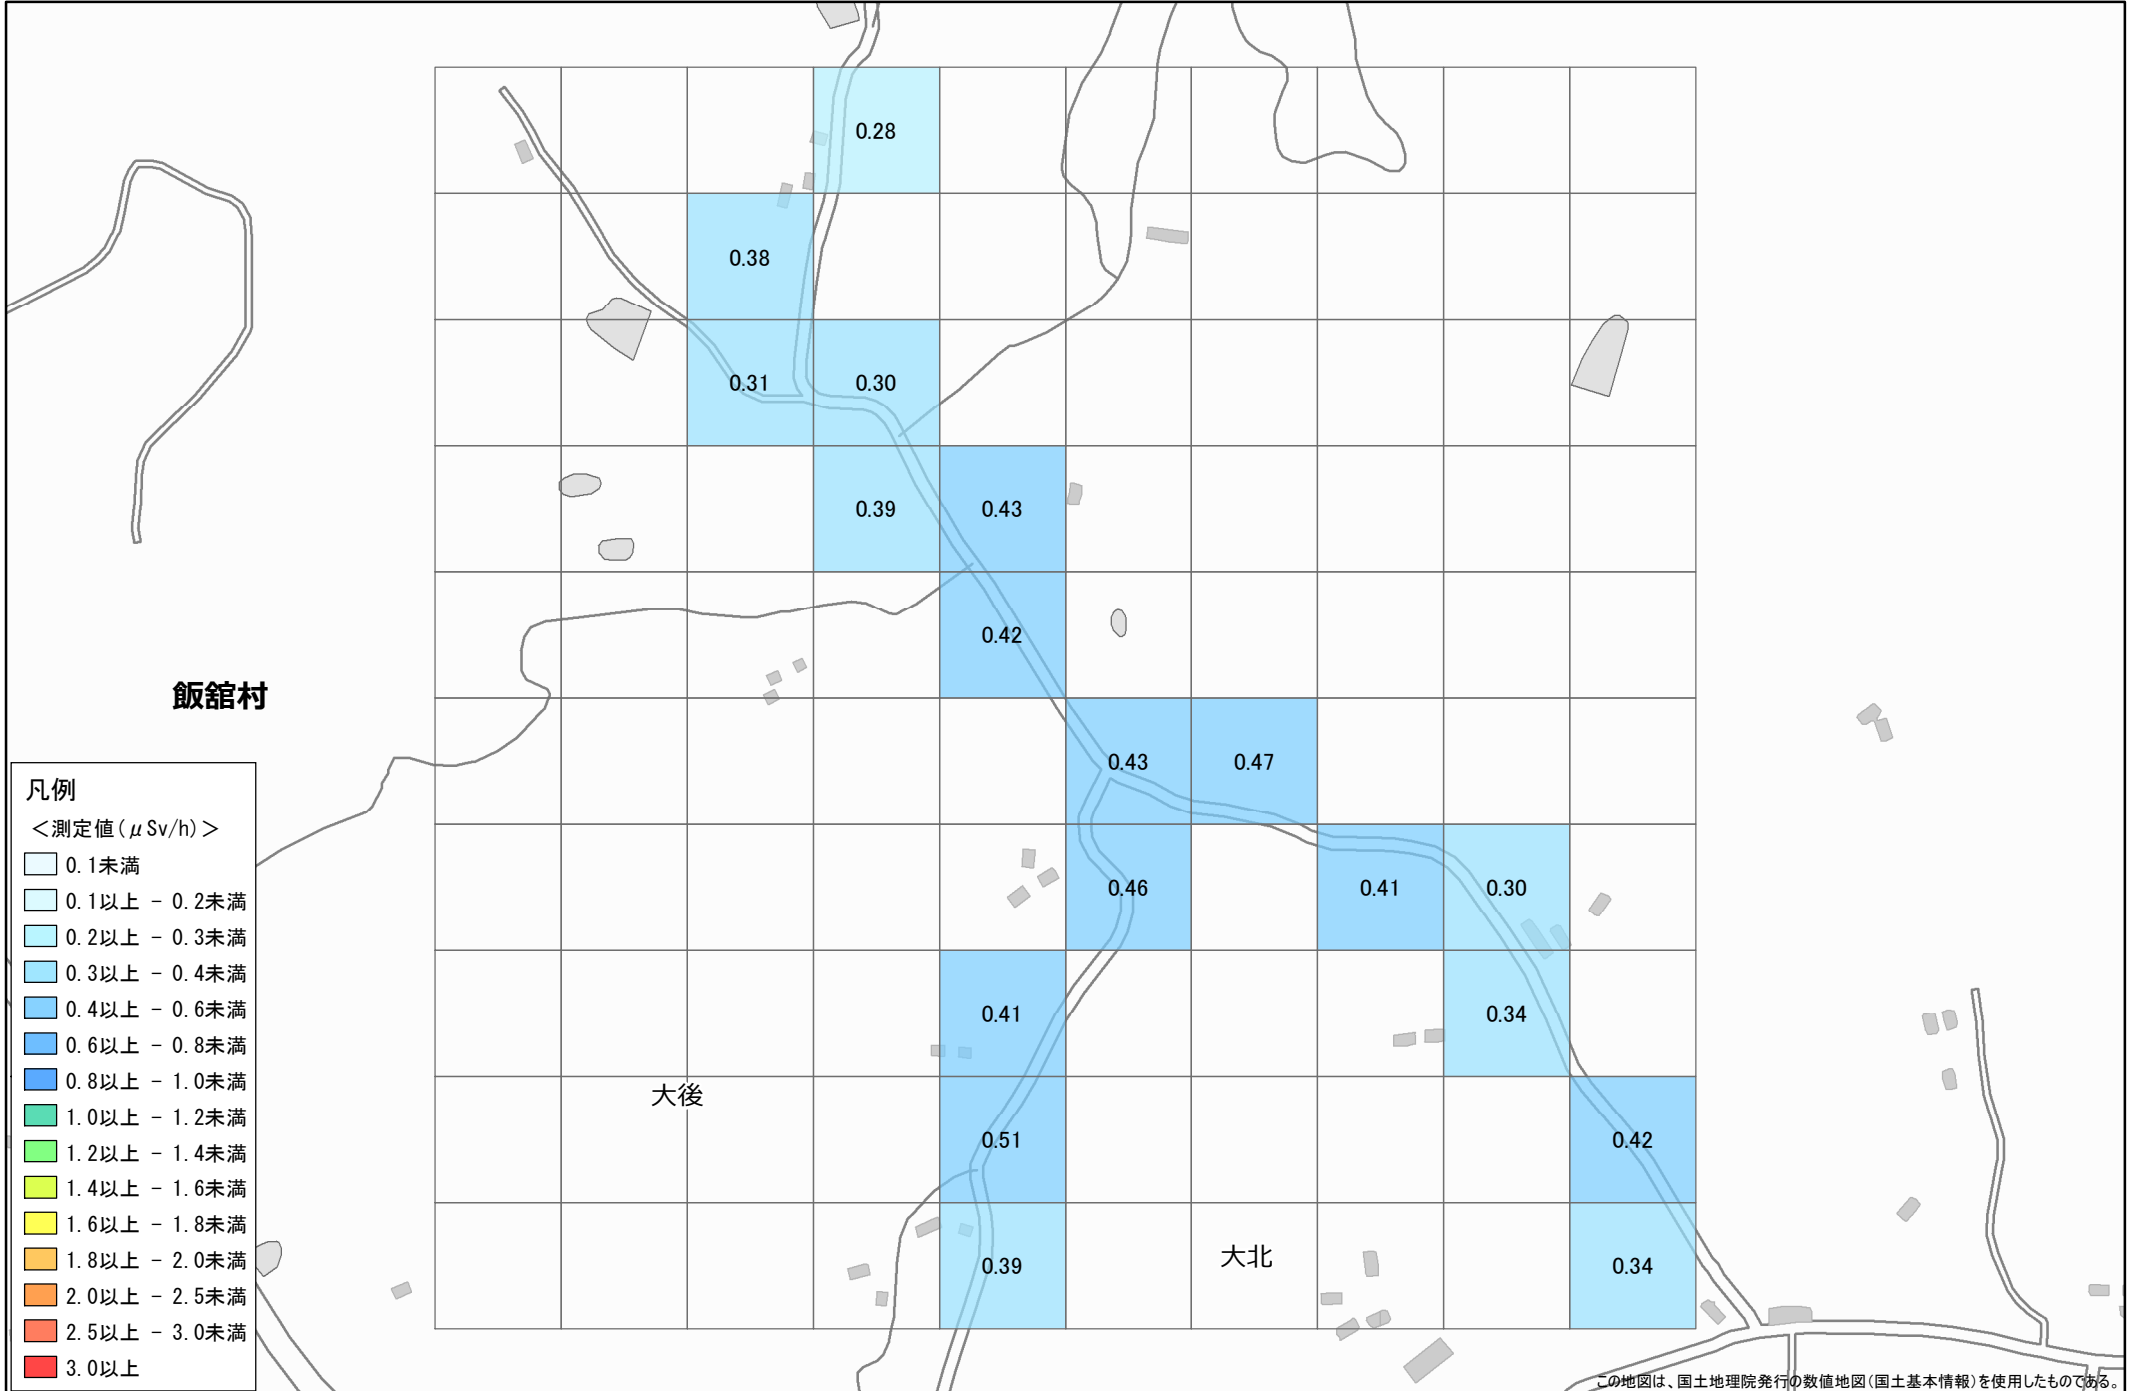 0.28
0.38
0.31 0.30
0.39 0.43
0.42
飯舘村
0.43 0.47
0.46 0.41 0.30
0.41 0.34
大後
0.51 0.42
大北
0.39 0.34
凡例
＜測定値(μSv/h)＞
0.1未満
0.1以上 － 0.2未満
0.2以上 － 0.3未満
0.3以上 － 0.4未満
0.4以上 － 0.6未満
0.6以上 － 0.8未満
0.8以上 － 1.0未満
1.0以上 － 1.2未満
1.2以上 － 1.4未満
1.4以上 － 1.6未満
1.6以上 － 1.8未満
1.8以上 － 2.0未満
2.0以上 － 2.5未満
2.5以上 － 3.0未満
3.0以上
この地図は、国土地理院発行の数値地図(国土基本情報)を使用したものである。